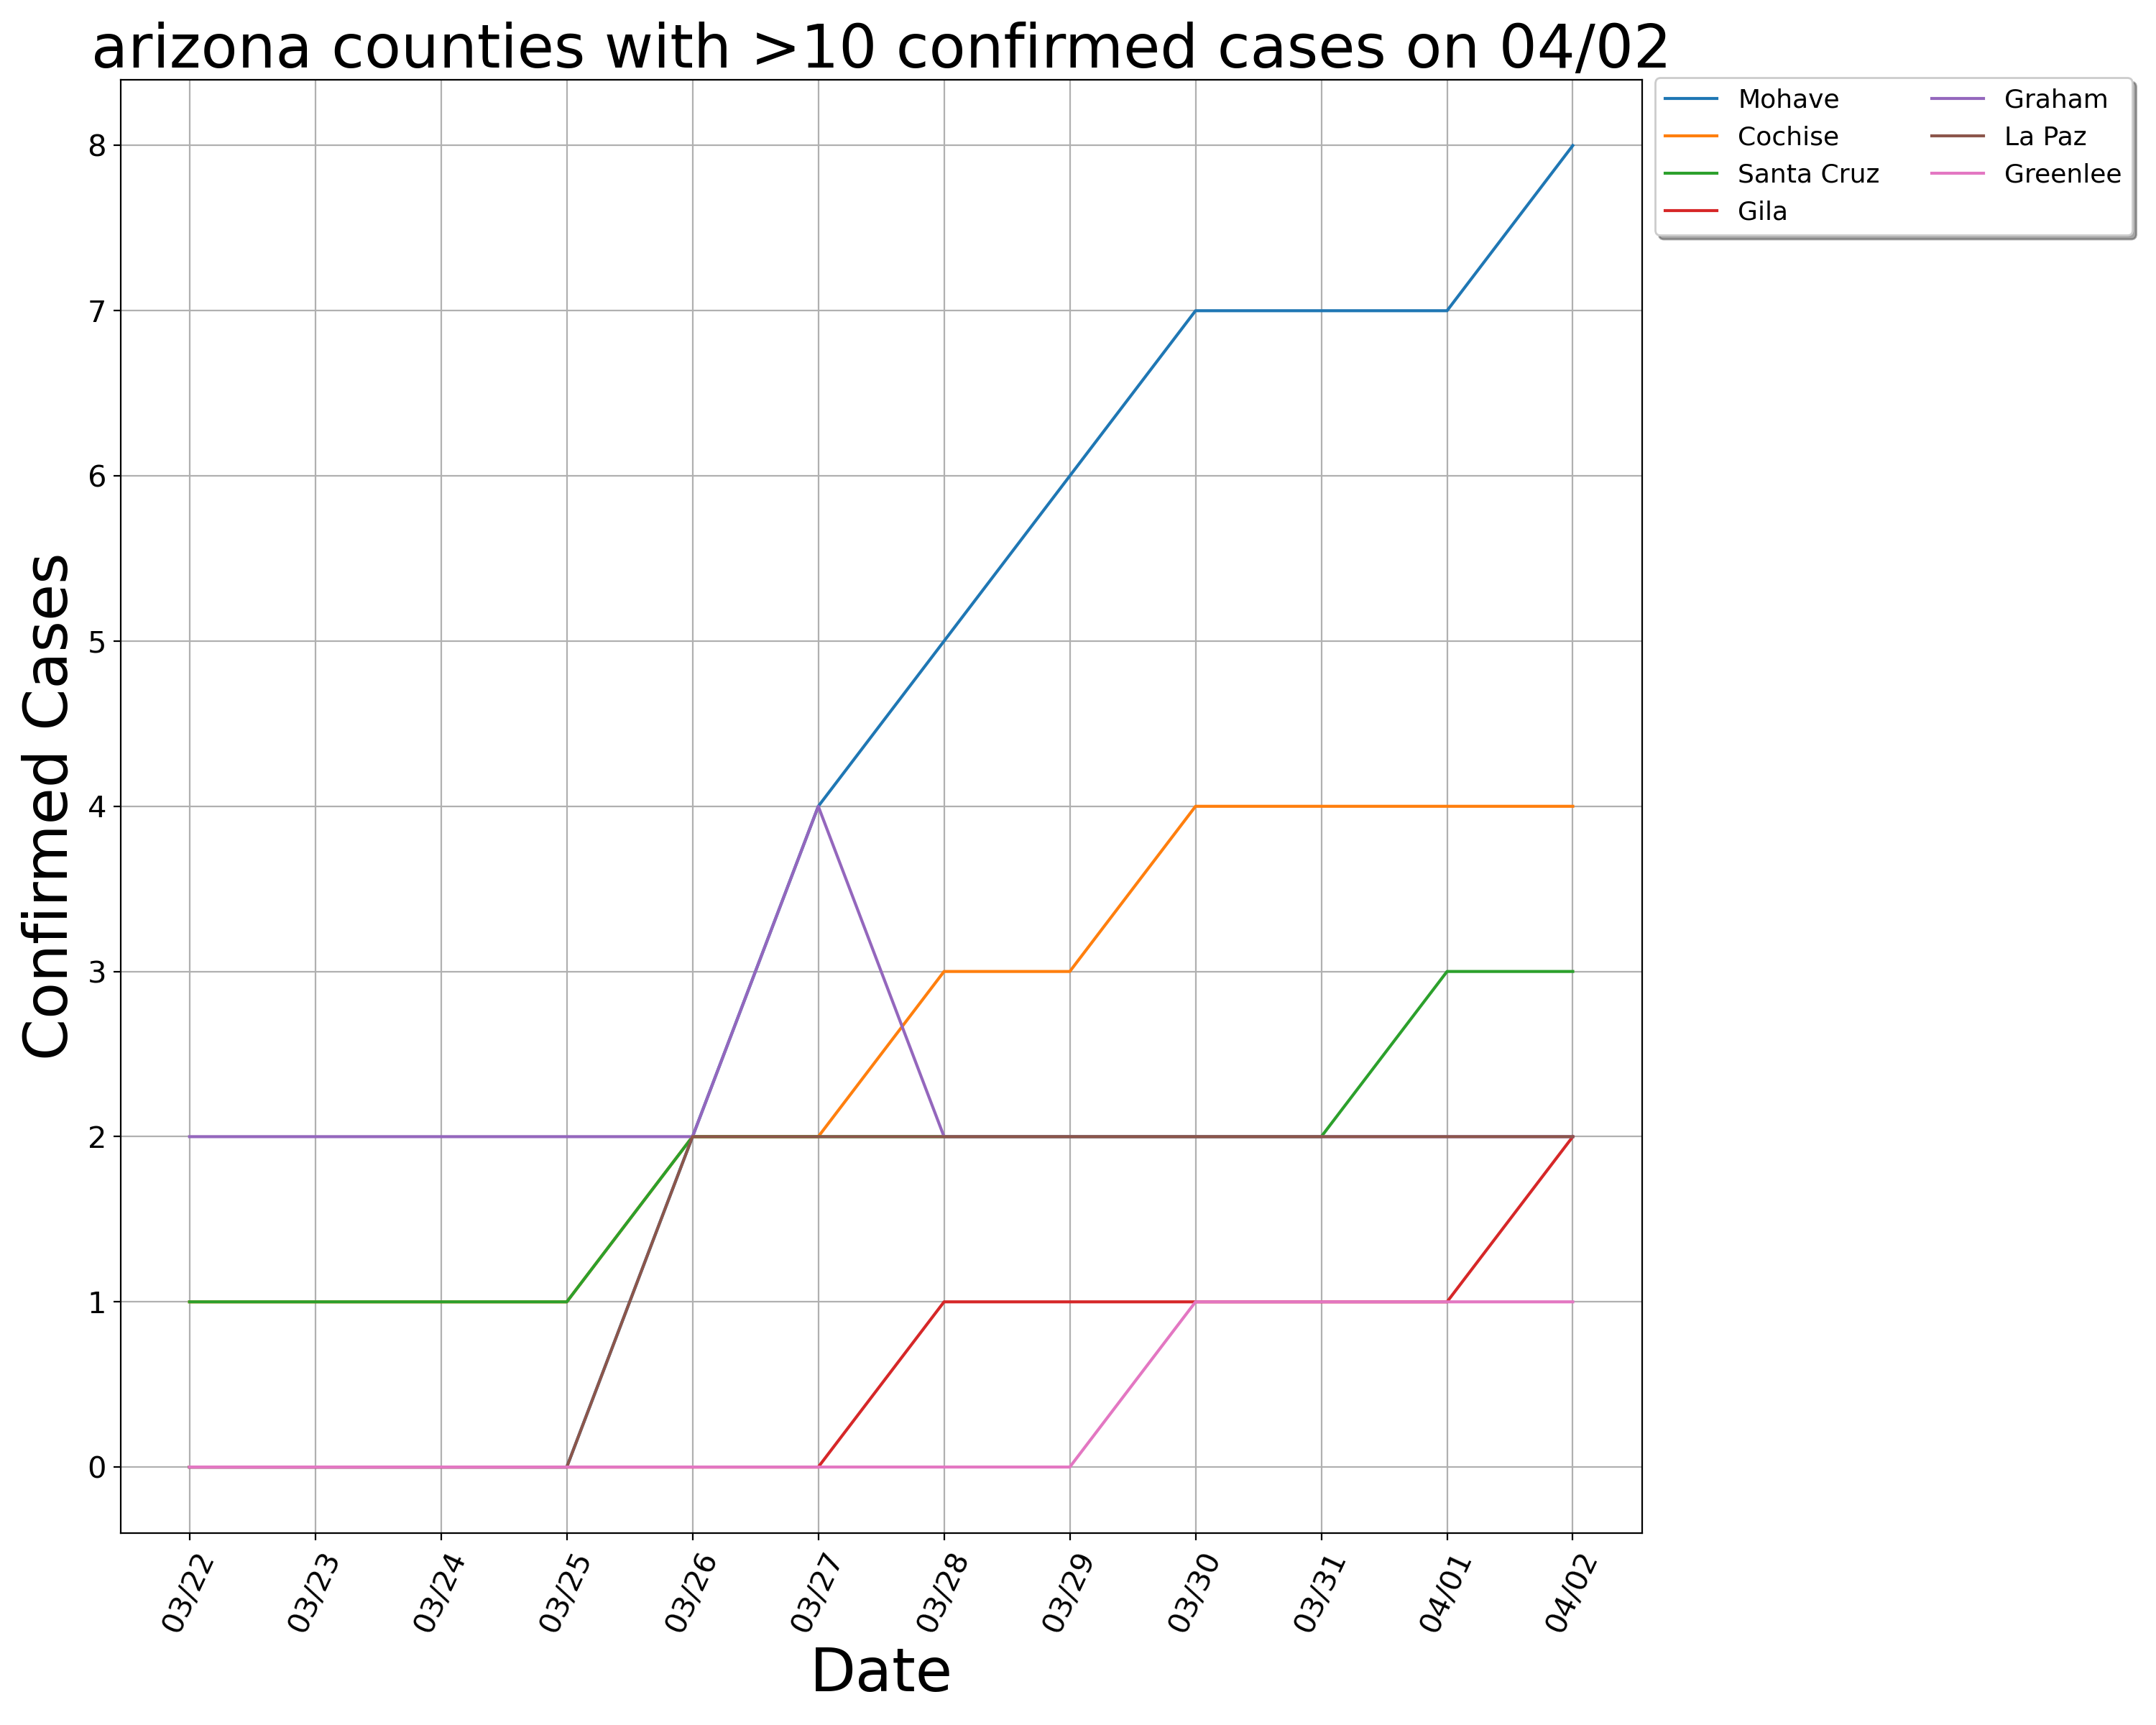 arizona counties with >10 confirmed cases on 04/02
Mohave
Cochise
Santa Cruz
Gila
Graham
La Paz
Greenlee
Confirmed Cases
8
7
6
5
4
3
2
1
0
03/22
03/23
03/24
03/25
03/26
03/27
03/28
03/29
03/30
03/31
04/01
04/02
Date